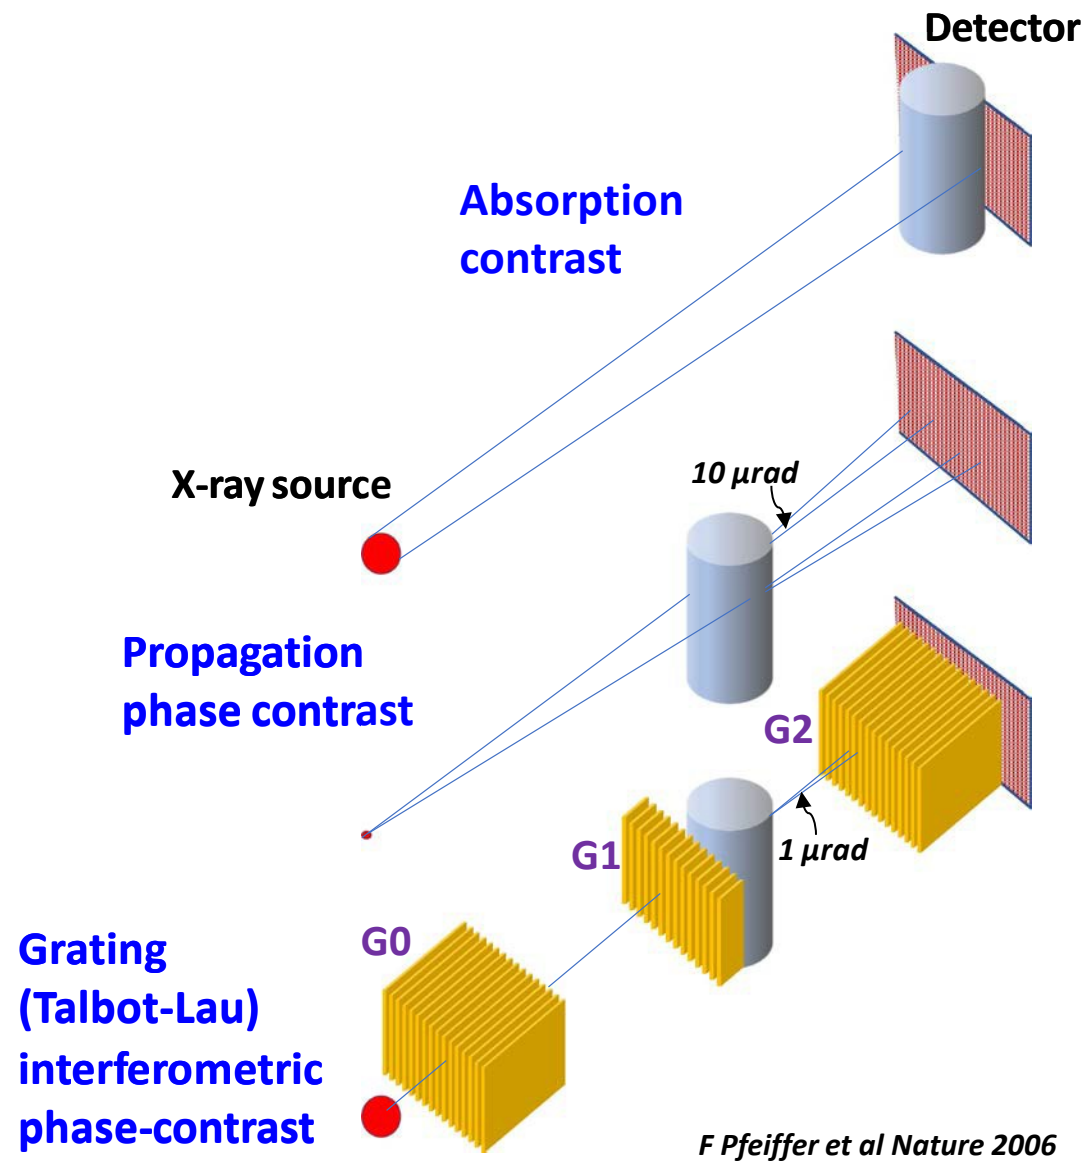 Detector
Absorption
contrast
X-ray source
10 μrad
Propagation
phase contrast
G2
G1
1 μrad
G0
Grating
(Talbot-Lau)
interferometric
phase-contrast
F Pfeiffer et al Nature 2006